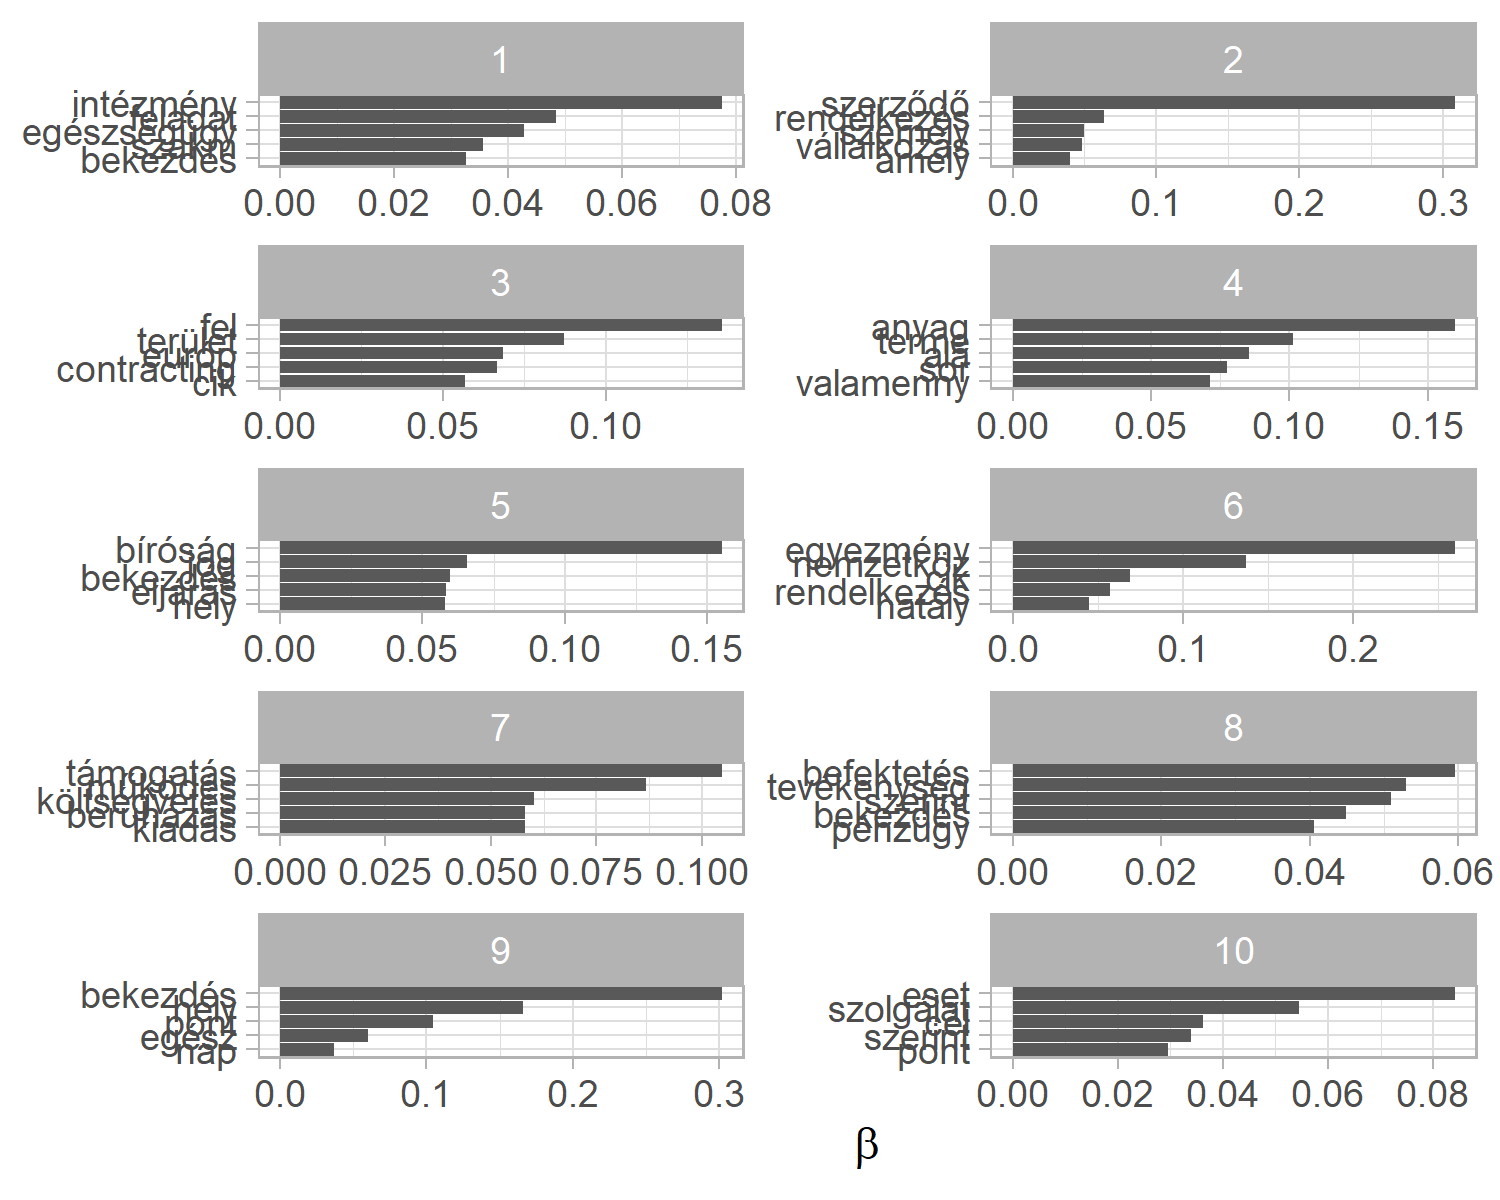 1
intézmény
feladat
egészségügy
szakm
bekezdés
0.00 0.02 0.04 0.06 0.08
2
szerződő
rendelkezés
személy
vállalkozás
amely
0.0 0.1 0.2 0.3
3
fel
terület
europ
contracting
cik
0.00 0.05 0.10
4
anyag
terme
ala
sor
valamenny
0.00 0.05 0.10 0.15
5
bíróság
jog
bekezdés
eljárás
hely
0.00 0.05 0.10 0.15
6
egyezmény
nemzetköz
cik
rendelkezés
hatály
0.0 0.1 0.2
7
támogatás
működés
költségvetés
beruházás
kiadás
0.000 0.025 0.050 0.075 0.100
8
befektetés
tevékenység
szerint
bekezdés
pénzügy
0.00 0.02 0.04 0.06
9
bekezdés
hely
pont
egész
nap
0.0 0.1 0.2 0.3
10
eset
szolgálat
cél
szerint
pont
0.00 0.02 0.04 0.06 0.08
β